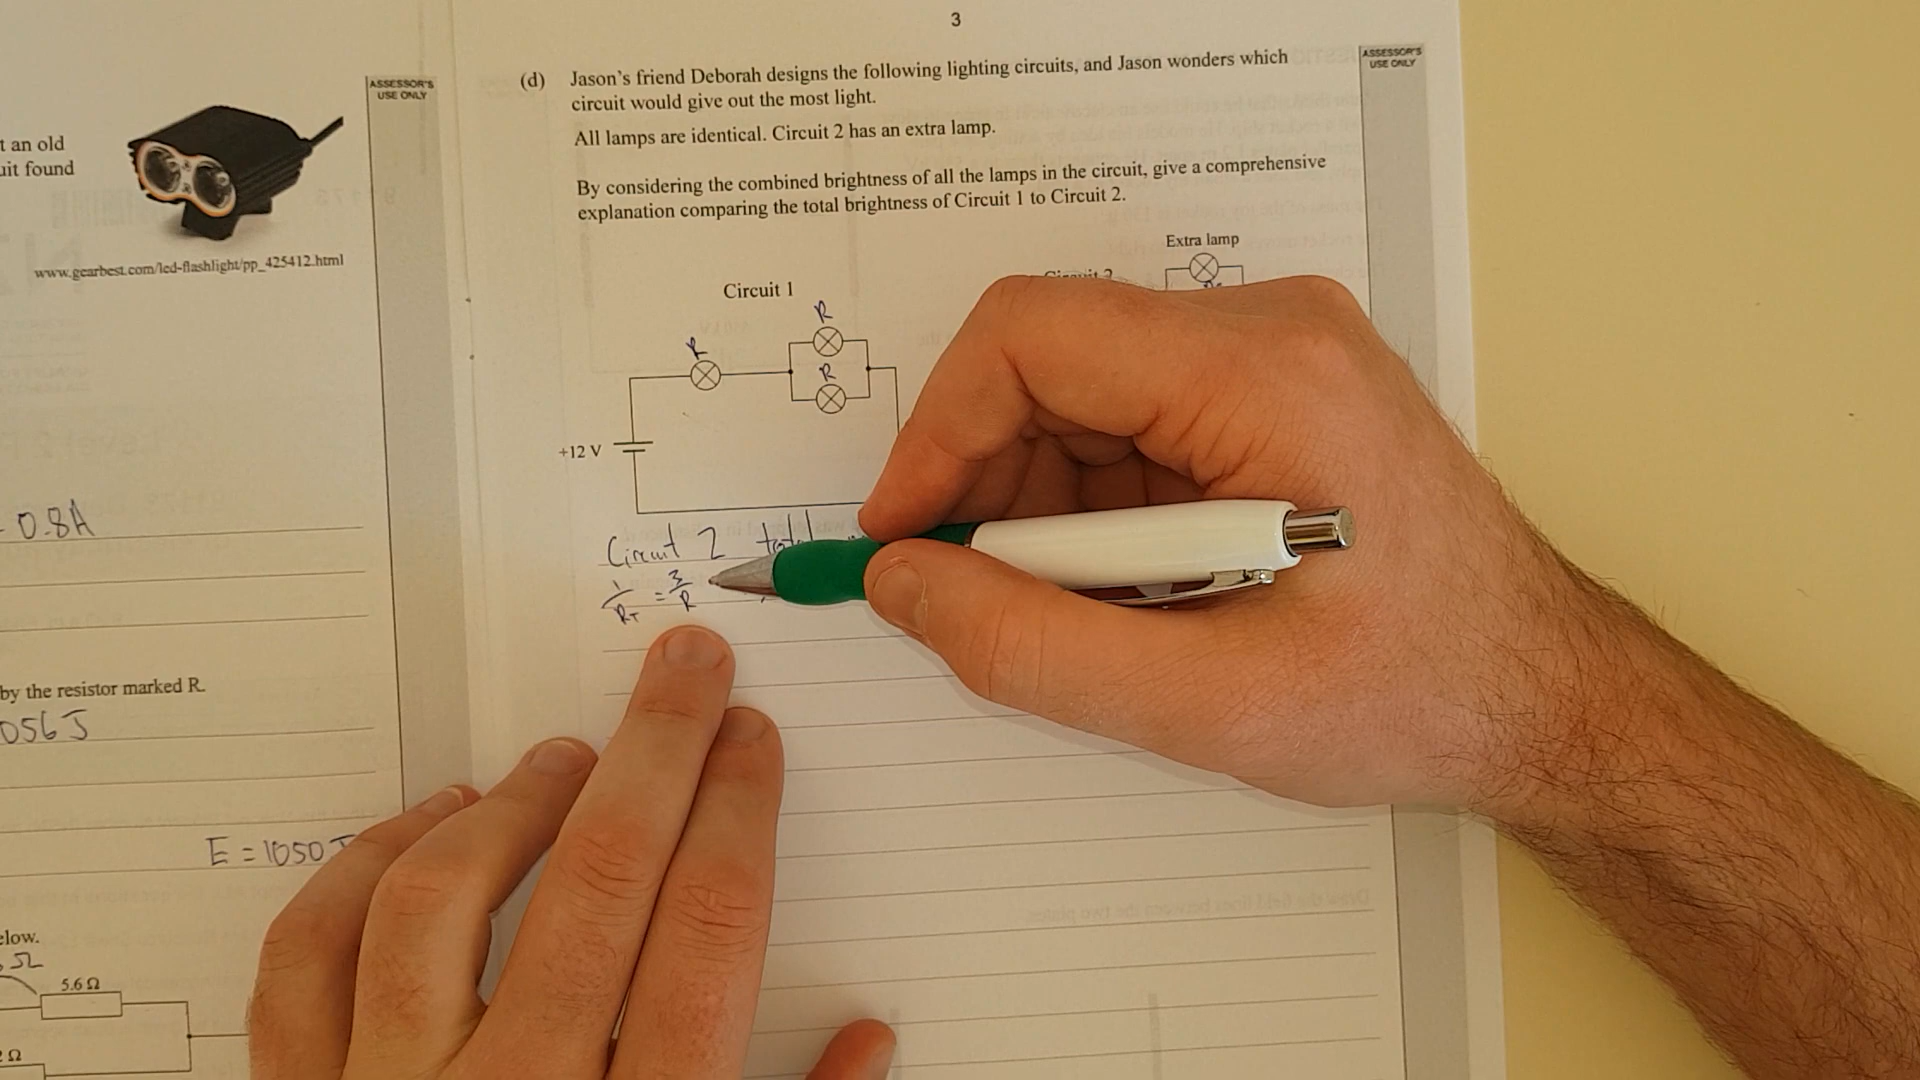 3
ASSESSOR'S
USE ONLY
t an old
uit found
www.gearbest.com/led-flashlight/pp_425412.html
0.8A
by the resistor marked R.
056 J
E = 1050 J
elow.
Ω
5.6 Ω
2 Ω
(d) Jason's friend Deborah designs the following lighting circuits, and Jason wonders which
circuit would give out the most light.
All lamps are identical. Circuit 2 has an extra lamp.
By considering the combined brightness of all the lamps in the circuit, give a comprehensive
explanation comparing the total brightness of Circuit 1 to Circuit 2.
ASSESSOR'S
USE ONLY
Extra lamp
Circuit 2
Circuit 1
R
R
R
+12 V
Circuit 2 total
1/RT = 3/R